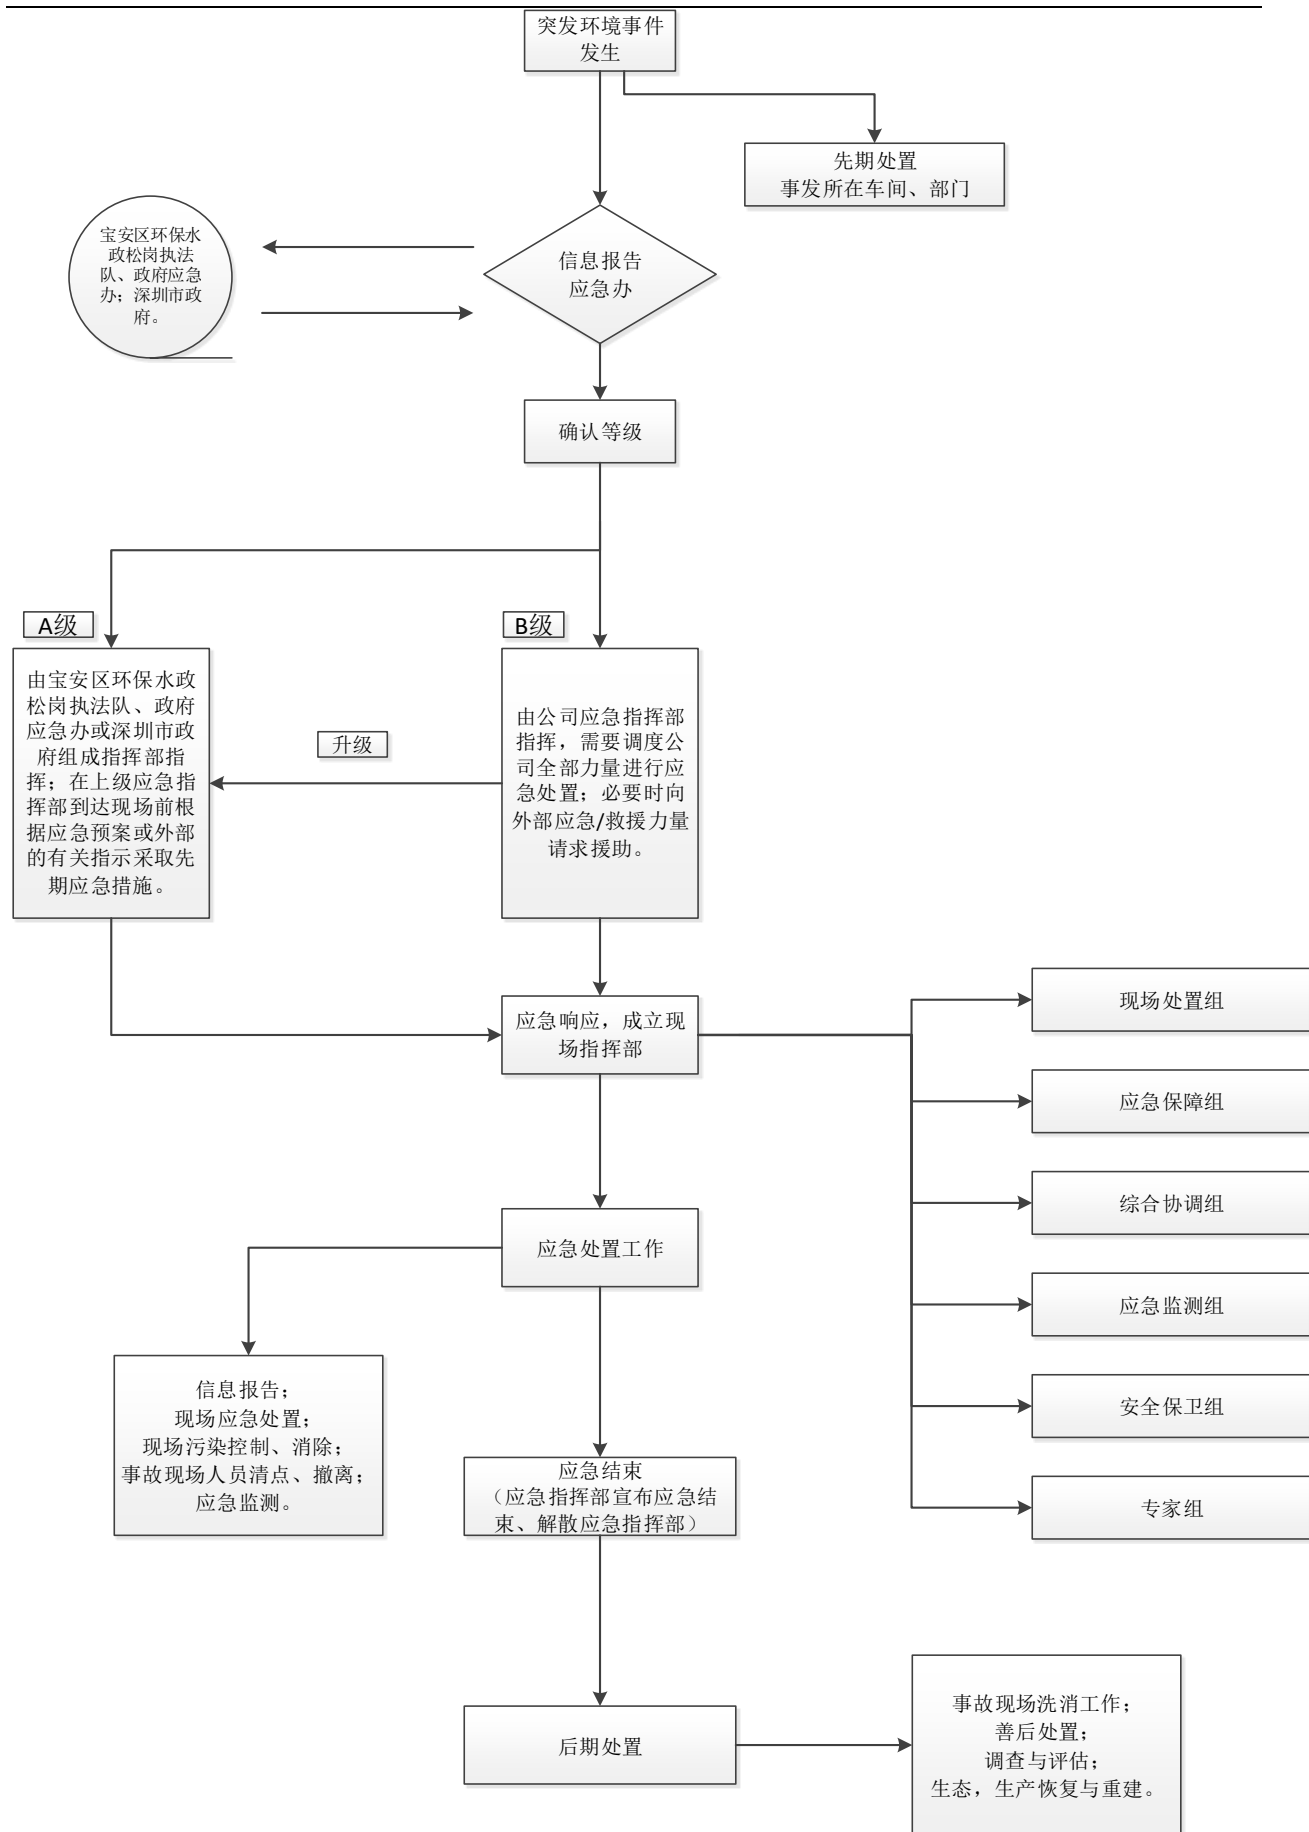 突发环境事件
发生
先期处置
事发所在车间、部门
宝安区环保水
政松岗执法
队、政府应急
办；深圳市政
府。
信息报告
应急办
确认等级
A级
B级
由宝安区环保水政
松岗执法队、政府
应急办或深圳市政
府组成指挥部指
挥；在上级应急指
挥部到达现场前根
据应急预案或外部
的有关指示采取先
期应急措施。
升级
由公司应急指挥部
指挥，需要调度公
司全部力量进行应
急处置；必要时向
外部应急/救援力量
请求援助。
应急响应，成立现
场指挥部
现场处置组
应急保障组
综合协调组
应急监测组
安全保卫组
专家组
应急处置工作
信息报告；
现场应急处置；
现场污染控制、消除；
事故现场人员清点、撤离；
应急监测。
应急结束
（应急指挥部宣布应急结
束、解散应急指挥部）
后期处置
事故现场洗消工作；
善后处置；
调查与评估；
生态，生产恢复与重建。